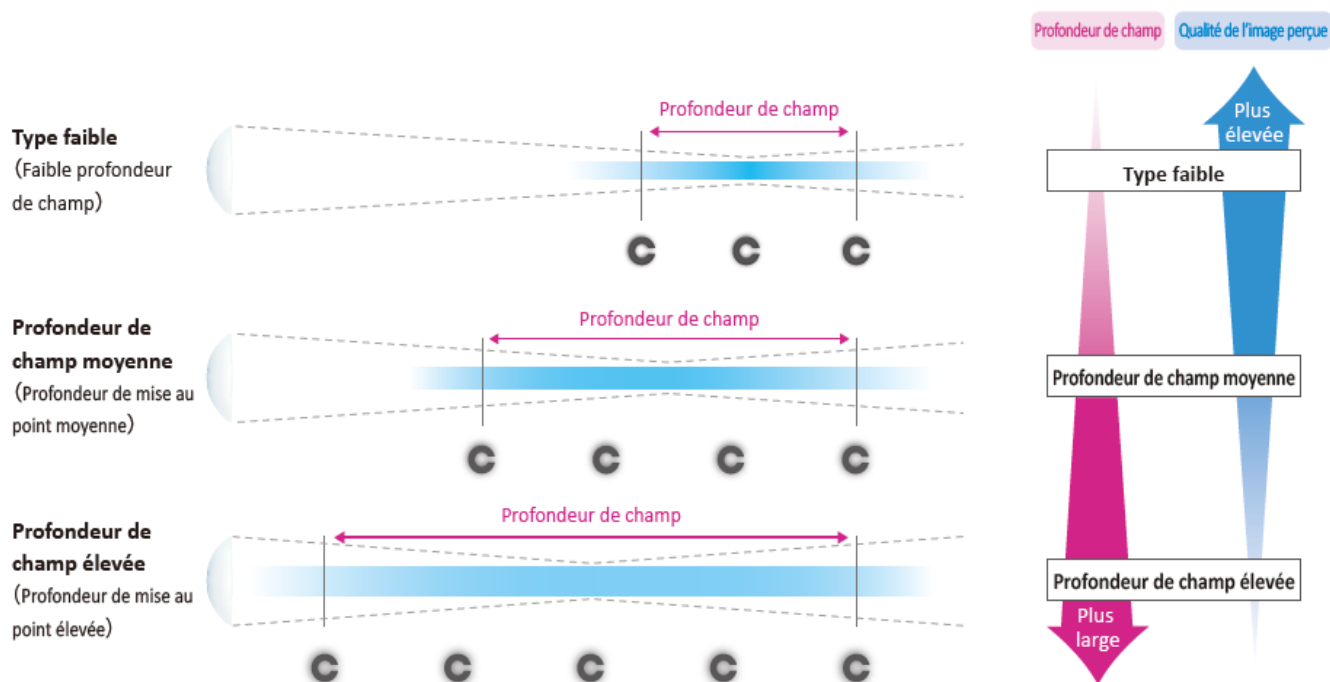 Profondeur de champ
Qualité de l'image perçue
Profondeur de champ
Type faible
(Faible profondeur
de champ)
C C C
Profondeur de champ
Profondeur de
champ moyenne
(Profondeur de mise au
point moyenne)
C C C C
Profondeur de champ
Profondeur de
champ élevée
(Profondeur de mise au
point élevée)
C C C C C
Plus
élevée
Type faible
Profondeur de champ moyenne
Profondeur de champ élevée
Plus
large